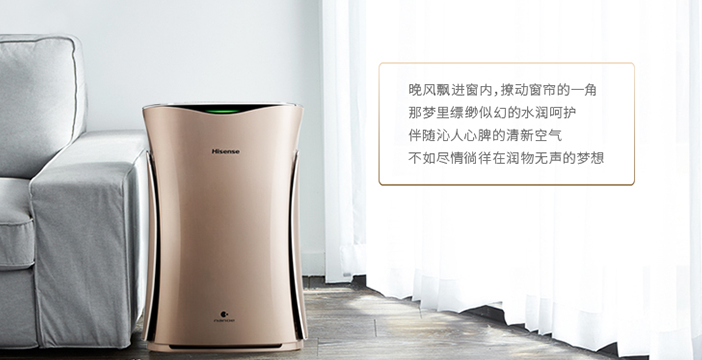 晚风飘进窗内,撩动窗帘的一角
那梦里缥缈似幻的水润呵护
伴随沁人心脾的清新空气
不如尽情徜徉在润物无声的梦想
Hisense